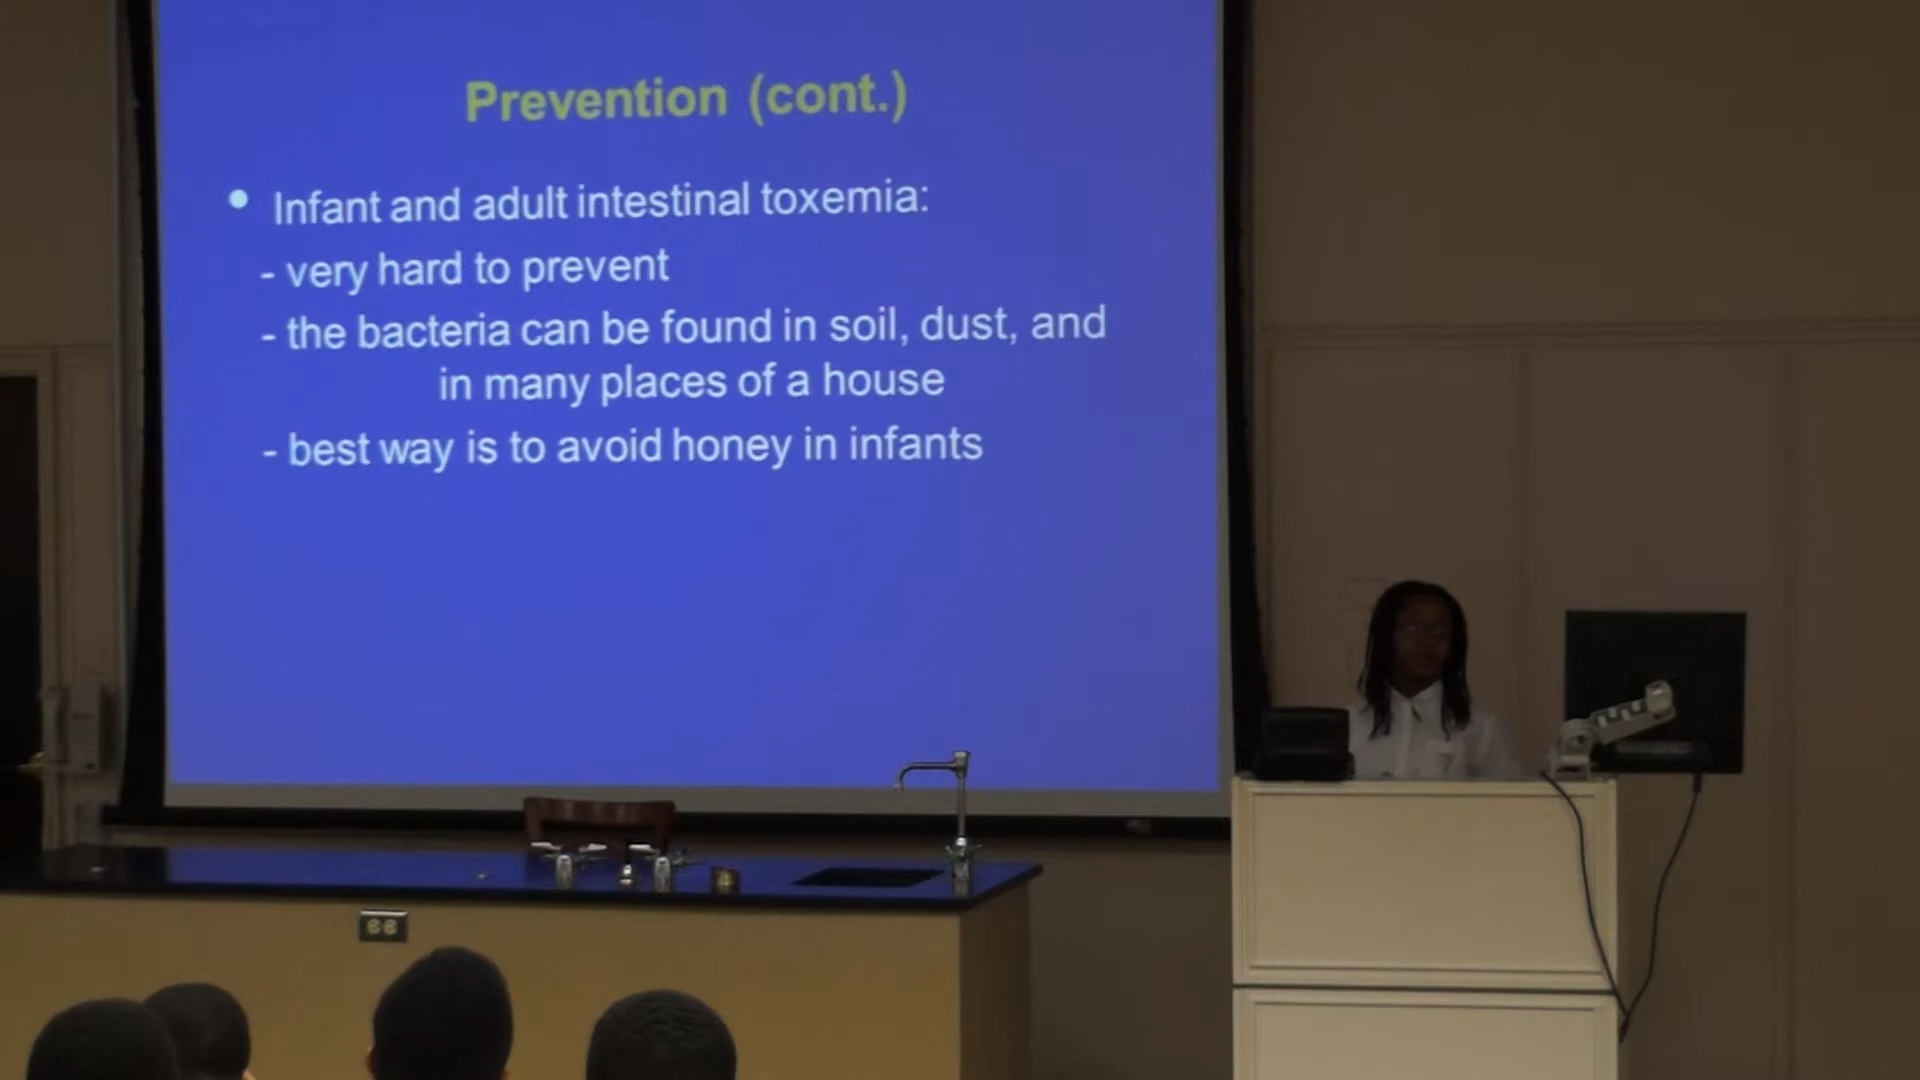 Prevention (cont.)
• Infant and adult intestinal toxemia:
- very hard to prevent
- the bacteria can be found in soil, dust, and
in many places of a house
- best way is to avoid honey in infants